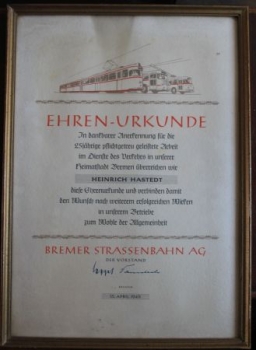 EHREN-URKUNDE
In dankbarer Anerkennung für die
25jährige pflichtgetreu geleistete Arbeit
im Dienste des Verkehrs in unserer
Heimatstadt Bremen überreichen wir
HEINRICH HASTEDT
diese Ehrenurkunde und verbinden damit
den Wunsch nach weiterem erfolgreichen Wirken
in unserem Betriebe
zum Wohle der Allgemeinheit
BREMER STRASSENBAHN AG
DER VORSTAND
BREMEN